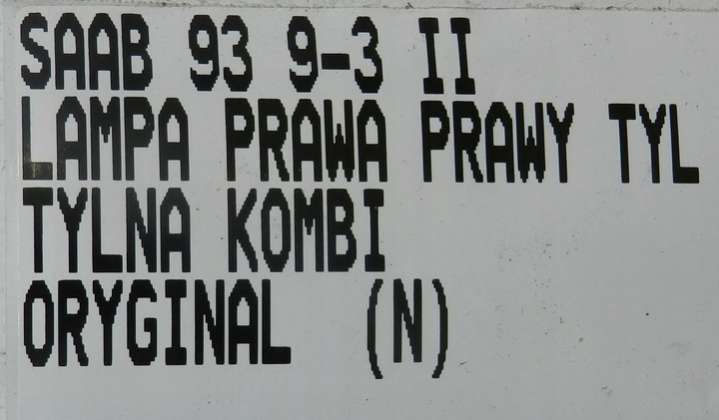 SAAB 93 9-3 II
LAMPA PRAWA PRAWY TYL
TYLNA KOMBI
ORYGINAL (N)